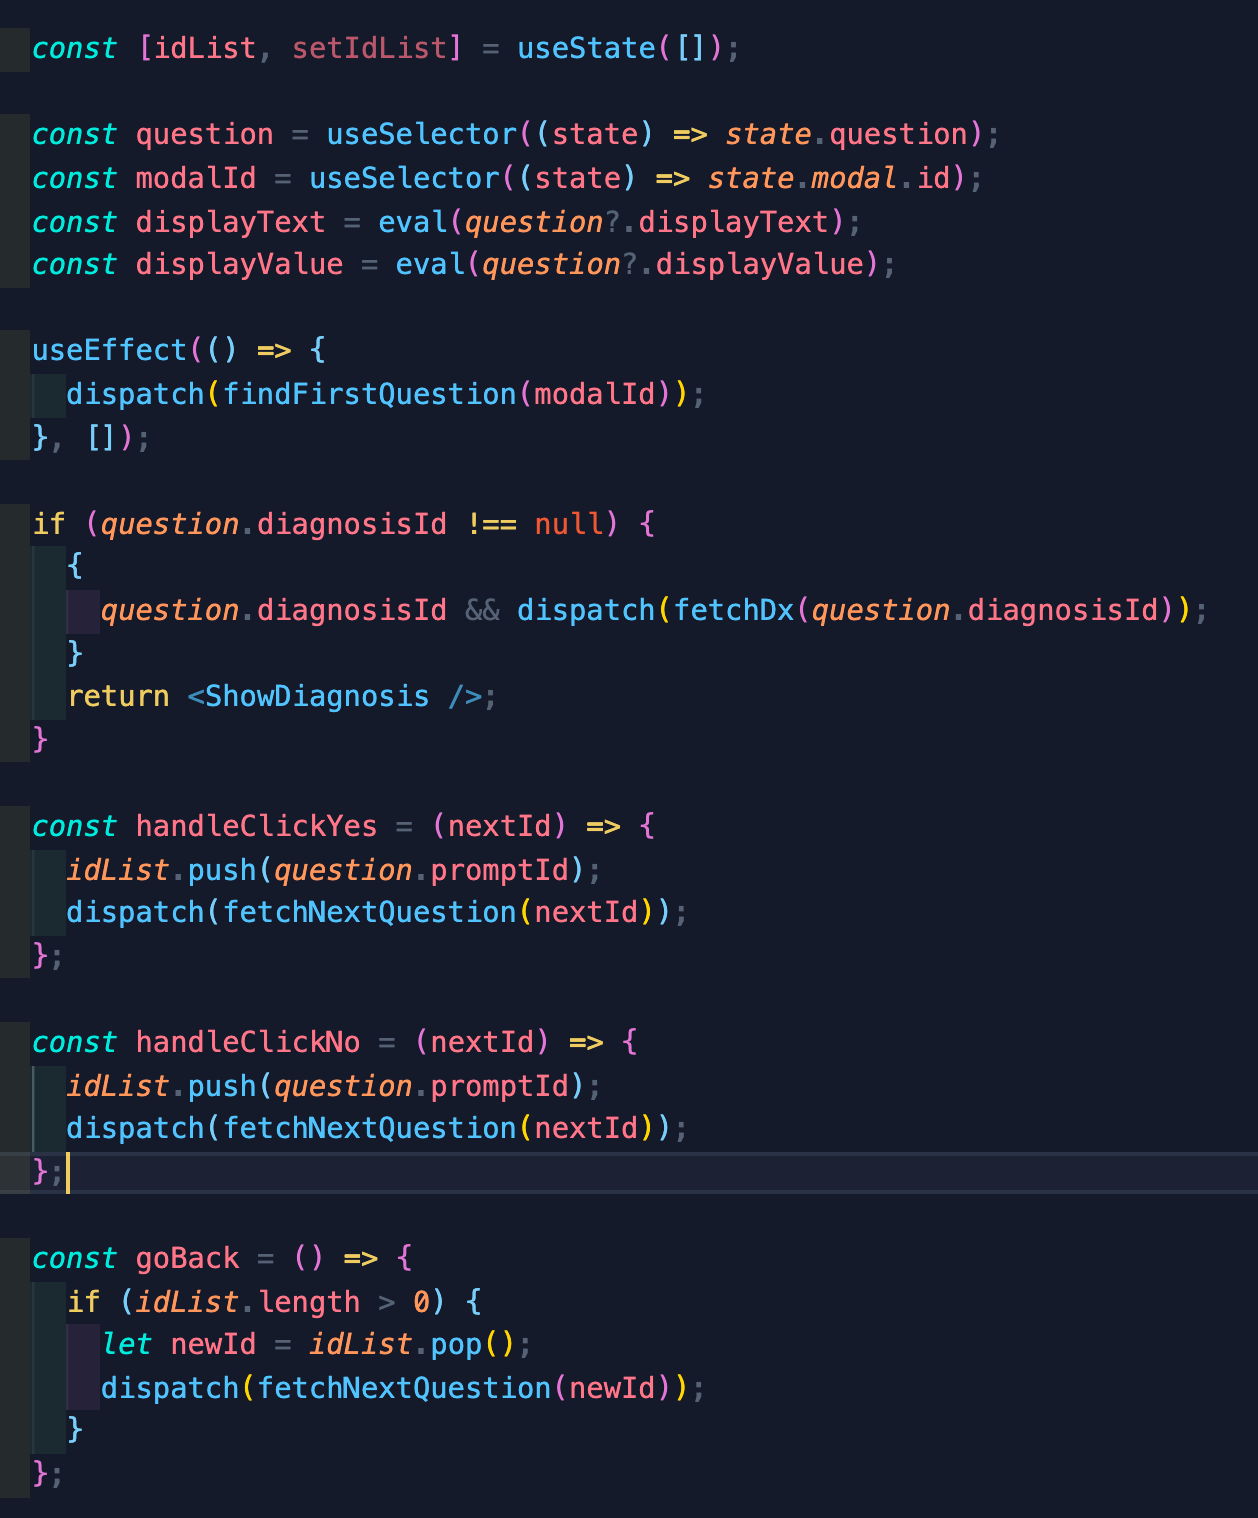 const [idList, setIdList] = useState([]);
const question = useSelector((state) => state.question);
const modalId = useSelector((state) => state.modal.id);
const displayText = eval(question?.displayText);
const displayValue = eval(question?.displayValue);
useEffect(() => {
  dispatch(findFirstQuestion(modalId));
}, []);
if (question.diagnosisId !== null) {
  {
    question.diagnosisId && dispatch(fetchDx(question.diagnosisId));
  }
  return <ShowDiagnosis />;
}
const handleClickYes = (nextId) => {
  idList.push(question.promptId);
  dispatch(fetchNextQuestion(nextId));
};
const handleClickNo = (nextId) => {
  idList.push(question.promptId);
  dispatch(fetchNextQuestion(nextId));
};
const goBack = () => {
  if (idList.length > 0) {
    let newId = idList.pop();
    dispatch(fetchNextQuestion(newId));
  }
};